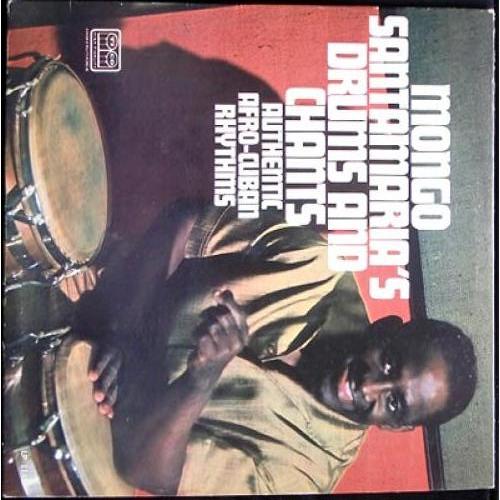 MONGO
SANTAMARIA'S
DRUMS AND
CHANTS
AUTHENTIC
AFRO-CUBAN
RHYTHMS